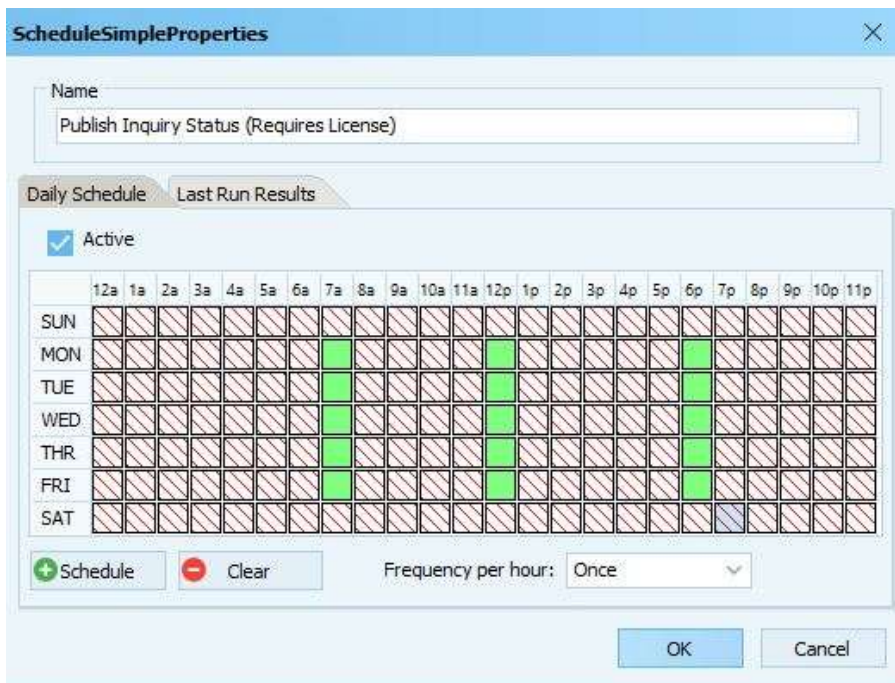 ScheduleSimpleProperties
Name
Publish Inquiry Status (Requires License)
Daily Schedule Last Run Results
Active
12a 1a 2a 3a 4a 5a 6a 7a 8a 9a 10a 11a 12p 1p 2p 3p 4p 5p 6p 7p 8p 9p 10p 11p
SUN
MON
TUE
WED
THR
FRI
SAT
Schedule Clear Frequency per hour: Once
OK Cancel